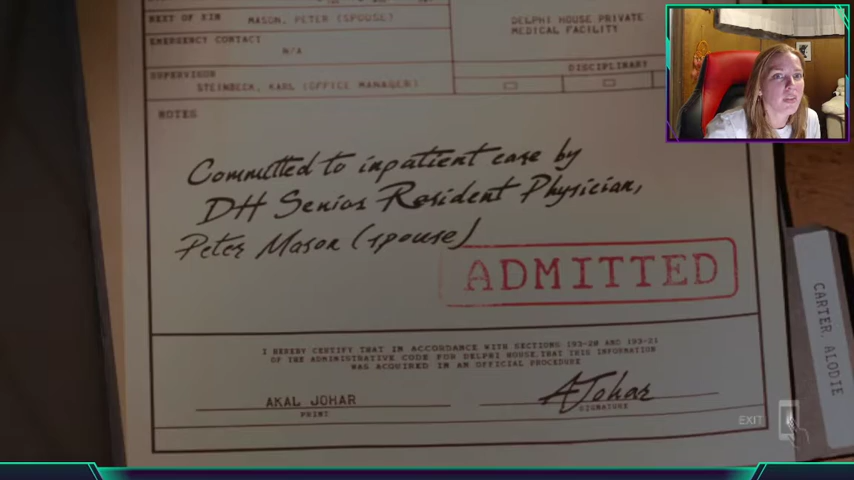 NEXT OF KIN
MASON, PETER (SPOUSE)
DELPHI HOUSE PRIVATE
MEDICAL FACILITY
EMERGENCY CONTACT
N/A
SUPERVISOR
STEINBECK, KARL (OFFICE MANAGER)
DISCIPLINARY
NOTES
Committed to inpatient care by
DH Senior Resident Physician,
Peter Mason (spouse)
ADMITTED
I HEREBY CERTIFY THAT IN ACCORDANCE WITH SECTIONS 193-20 AND 193-21
OF THE ADMINISTRATIVE CODE FOR DELPHI HOUSE, THAT THIS INFORMATION
WAS ACQUIRED IN AN OFFICIAL PROCEDURE
AKAL JOHAR
PRINT
AJohar
SIGNATURE
EXIT
CARTER, ALODIE